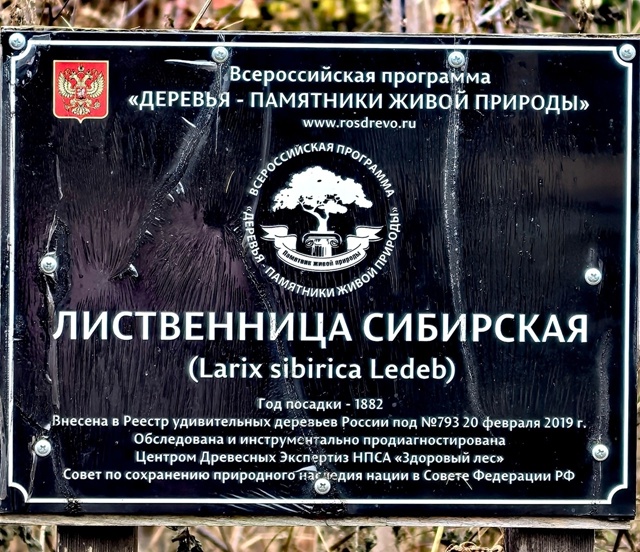 Всероссийская программа
«ДЕРЕВЬЯ - ПАМЯТНИКИ ЖИВОЙ ПРИРОДЫ»
www.rosdrevo.ru
ВСЕРОССИЙСКАЯ ПРОГРАММА
«ДЕРЕВЬЯ - ПАМЯТНИКИ ЖИВОЙ ПРИРОДЫ»
Памятник живой природы
ЛИСТВЕННИЦА СИБИРСКАЯ
(Larix sibirica Ledeb)
Год посадки - 1882
Внесена в Реестр удивительных деревьев России под №793 20 февраля 2019 г.
Обследована и инструментально продиагностирована
Центром Древесных Экспертиз НПСА «Здоровый лес»
Совет по сохранению природного наследия нации в Совете Федерации РФ